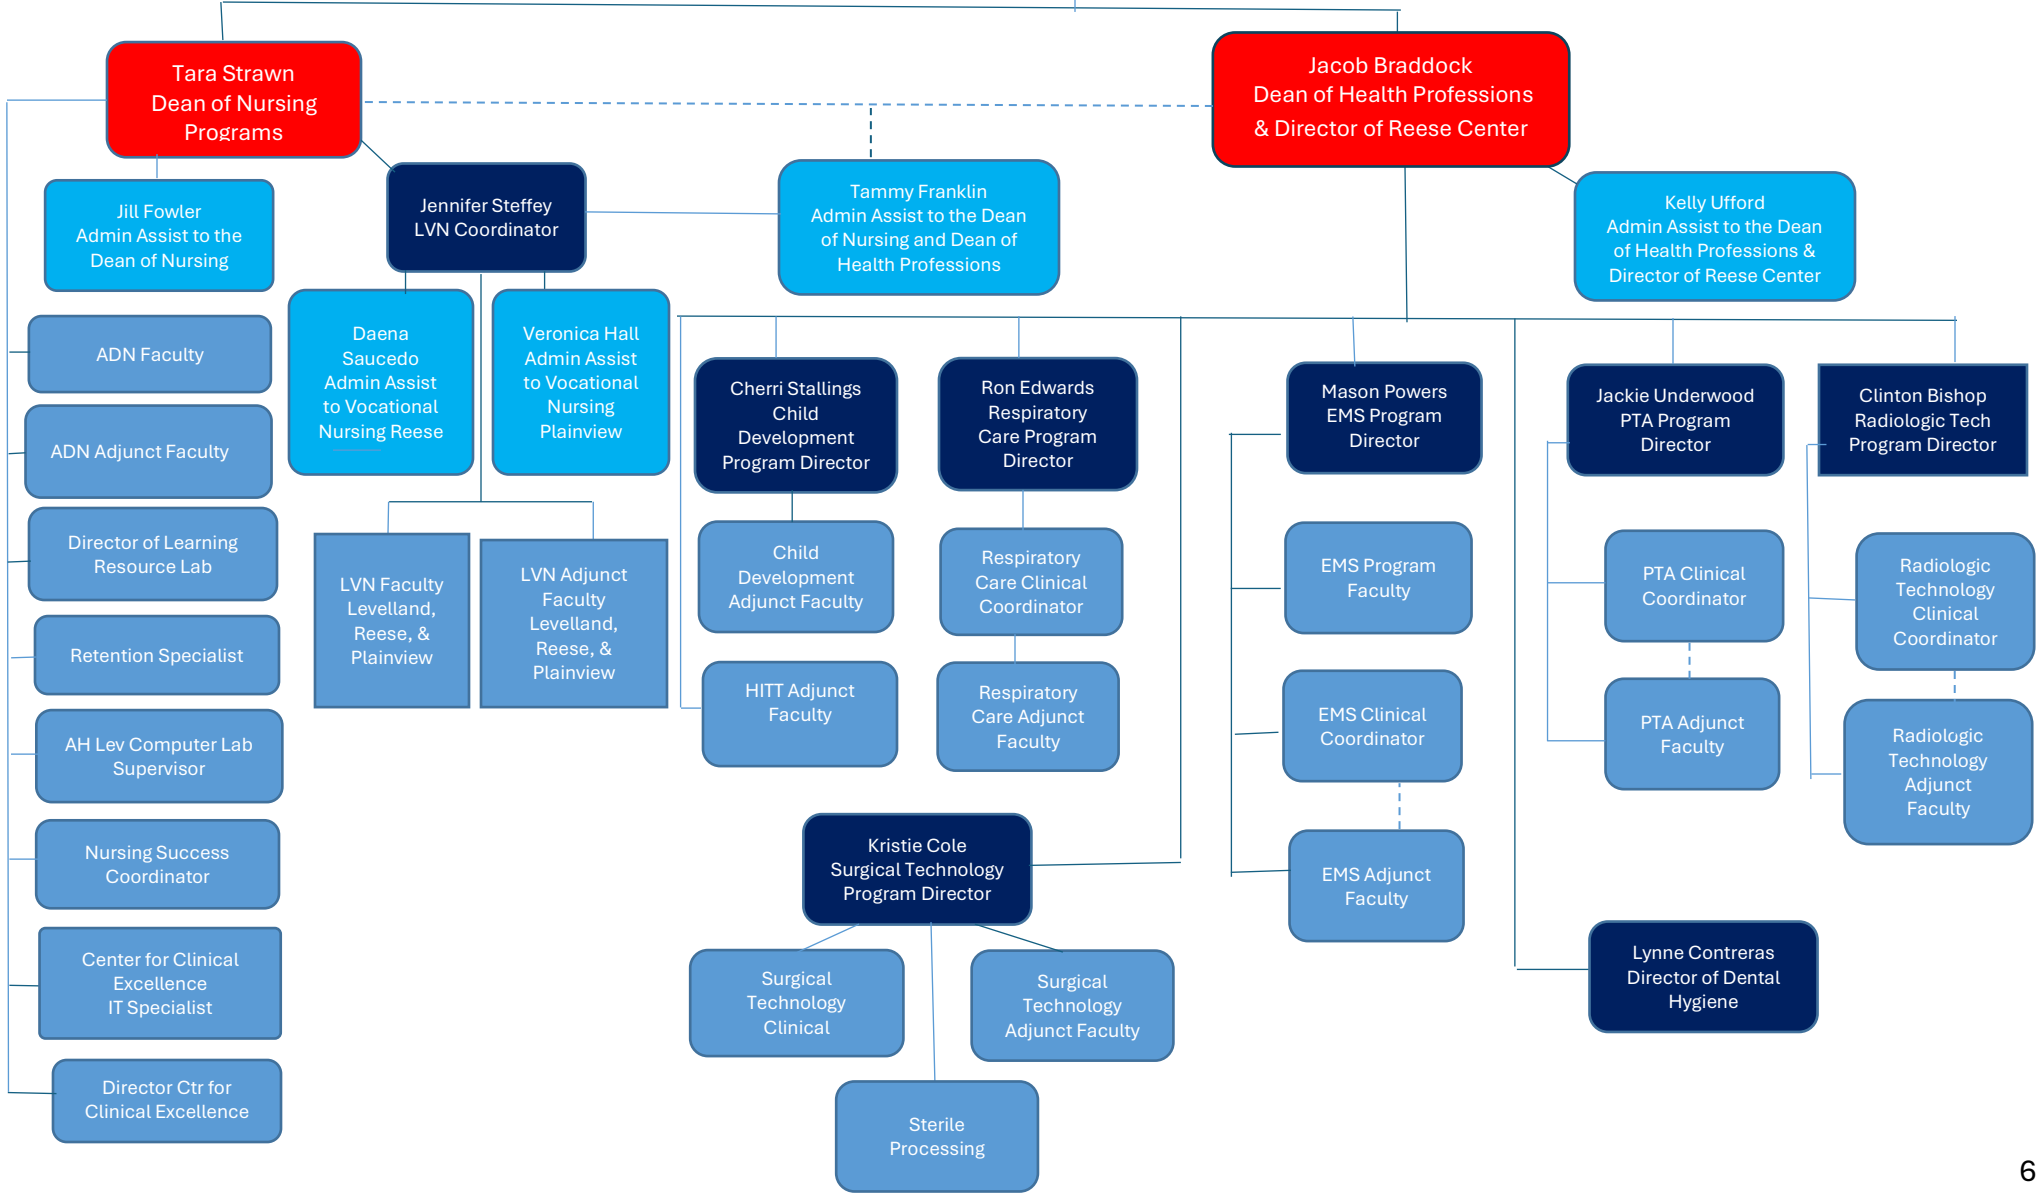 Tara Strawn
Dean of Nursing
Programs
Jacob Braddock
Dean of Health Professions
& Director of Reese Center
Jill Fowler
Admin Assist to the
Dean of Nursing
Jennifer Steffey
LVN Coordinator
Tammy Franklin
Admin Assist to the Dean
of Nursing and Dean of
Health Professions
Kelly Ufford
Admin Assist to the Dean
of Health Professions &
Director of Reese Center
Daena
Saucedo
Admin Assist
to Vocational
Nursing Reese
Veronica Hall
Admin Assist
to Vocational
Nursing
Plainview
ADN Faculty
ADN Adjunct Faculty
Director of Learning
Resource Lab
Retention Specialist
AH Lev Computer Lab
Supervisor
Nursing Success
Coordinator
Center for Clinical
Excellence
IT Specialist
Director Ctr for
Clinical Excellence
LVN Faculty
Levelland,
Reese, &
Plainview
LVN Adjunct
Faculty
Levelland,
Reese, &
Plainview
Cherri Stallings
Child
Development
Program Director
Child
Development
Adjunct Faculty
HITT Adjunct
Faculty
Ron Edwards
Respiratory
Care Program
Director
Respiratory
Care Clinical
Coordinator
Respiratory
Care Adjunct
Faculty
Kristie Cole
Surgical Technology
Program Director
Surgical
Technology
Clinical
Surgical
Technology
Adjunct Faculty
Sterile
Processing
Mason Powers
EMS Program
Director
EMS Program
Faculty
EMS Clinical
Coordinator
EMS Adjunct
Faculty
Jackie Underwood
PTA Program
Director
PTA Clinical
Coordinator
PTA Adjunct
Faculty
Clinton Bishop
Radiologic Tech
Program Director
Radiologic
Technology
Clinical
Coordinator
Radiologic
Technology
Adjunct
Faculty
Lynne Contreras
Director of Dental
Hygiene
6